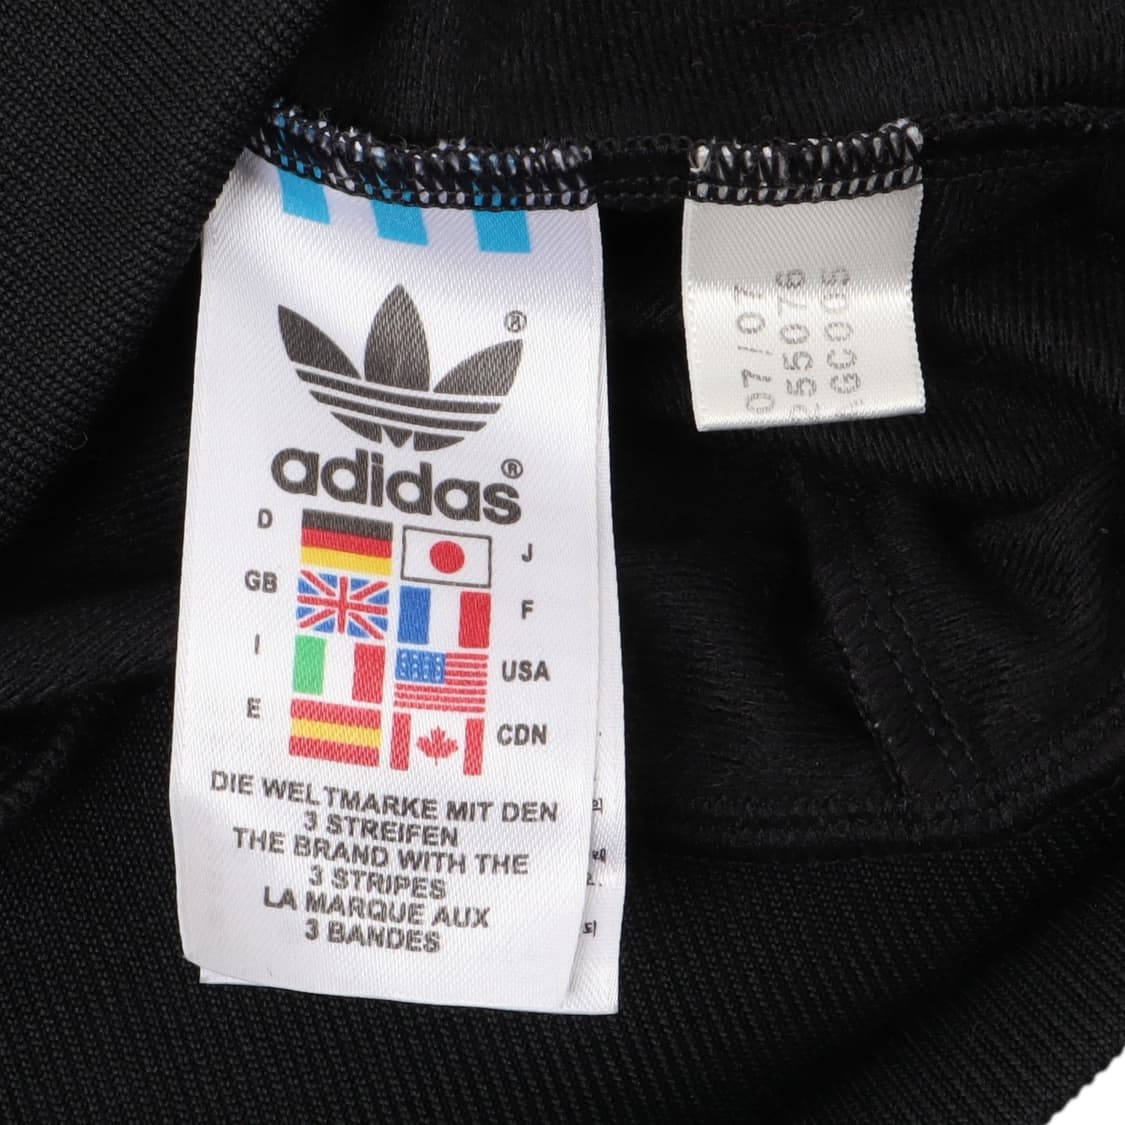 ®
adidas®
D
J
GB
F
I
USA
E
CDN
DIE WELTMARKE MIT DEN
3 STREIFEN
THE BRAND WITH THE
3 STRIPES
LA MARQUE AUX
3 BANDES
07/07
255076